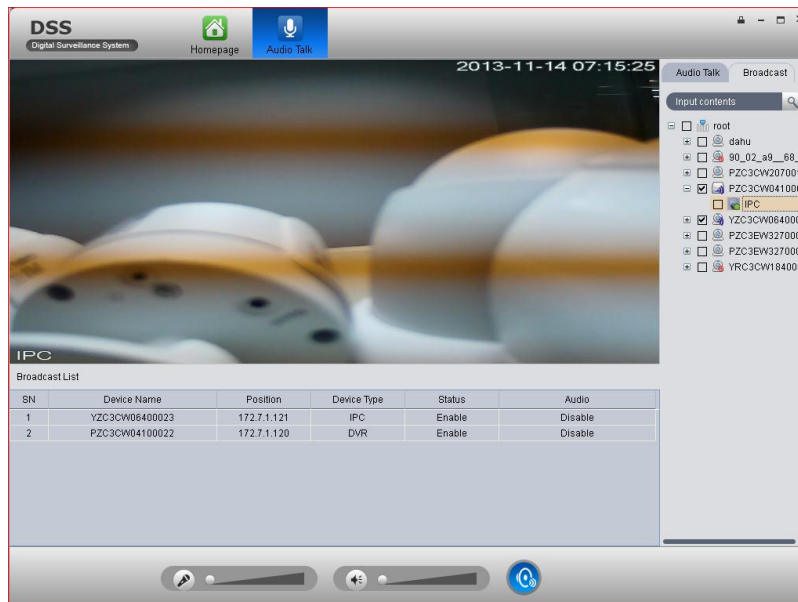 DSS
Digital Surveillance System
Homepage
Audio Talk
2013-11-14 07:15:25
IPC
Audio Talk Broadcast
Input contents
root
dahu
90_02_a9__68_
PZC3CW20700
PZC3CW04100
IPC
YZC3CW06400
PZC3EW32700
PZC3EW32700
YRC3CW18400
Broadcast List
SN Device Name Position Device Type Status Audio
1 YZC3CW06400023 172.7.1.121 IPC Enable Disable
2 PZC3CW04100022 172.7.1.120 DVR Enable Disable